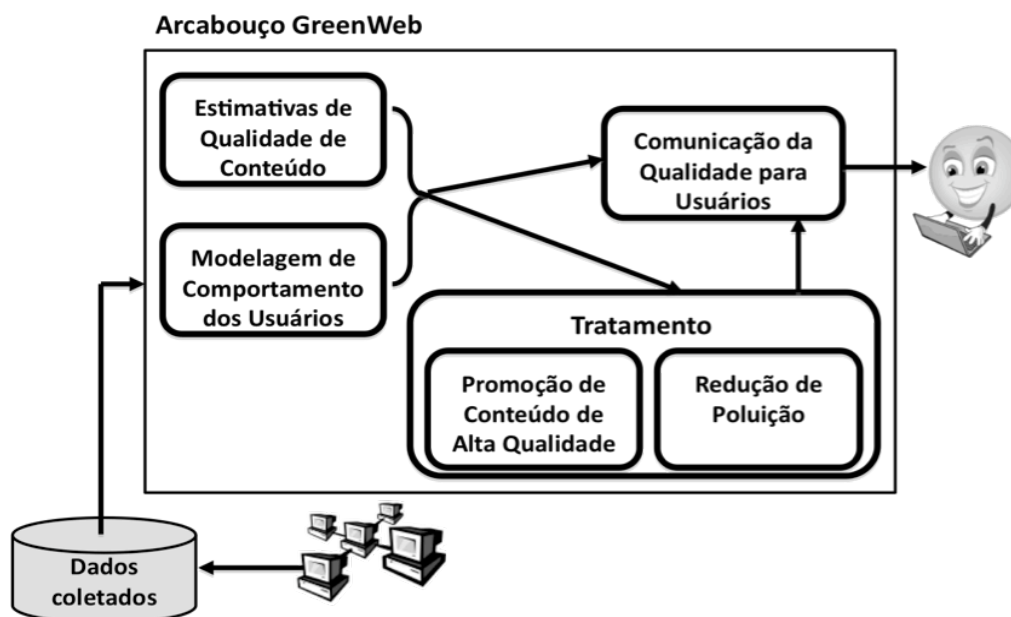 Arcabouço GreenWeb
Estimativas de
Qualidade de
Conteúdo
Modelagem de
Comportamento
dos Usuários
Comunicação da
Qualidade para
Usuários
Tratamento
Promoção de
Conteúdo de
Alta Qualidade
Redução de
Poluição
Dados
coletados